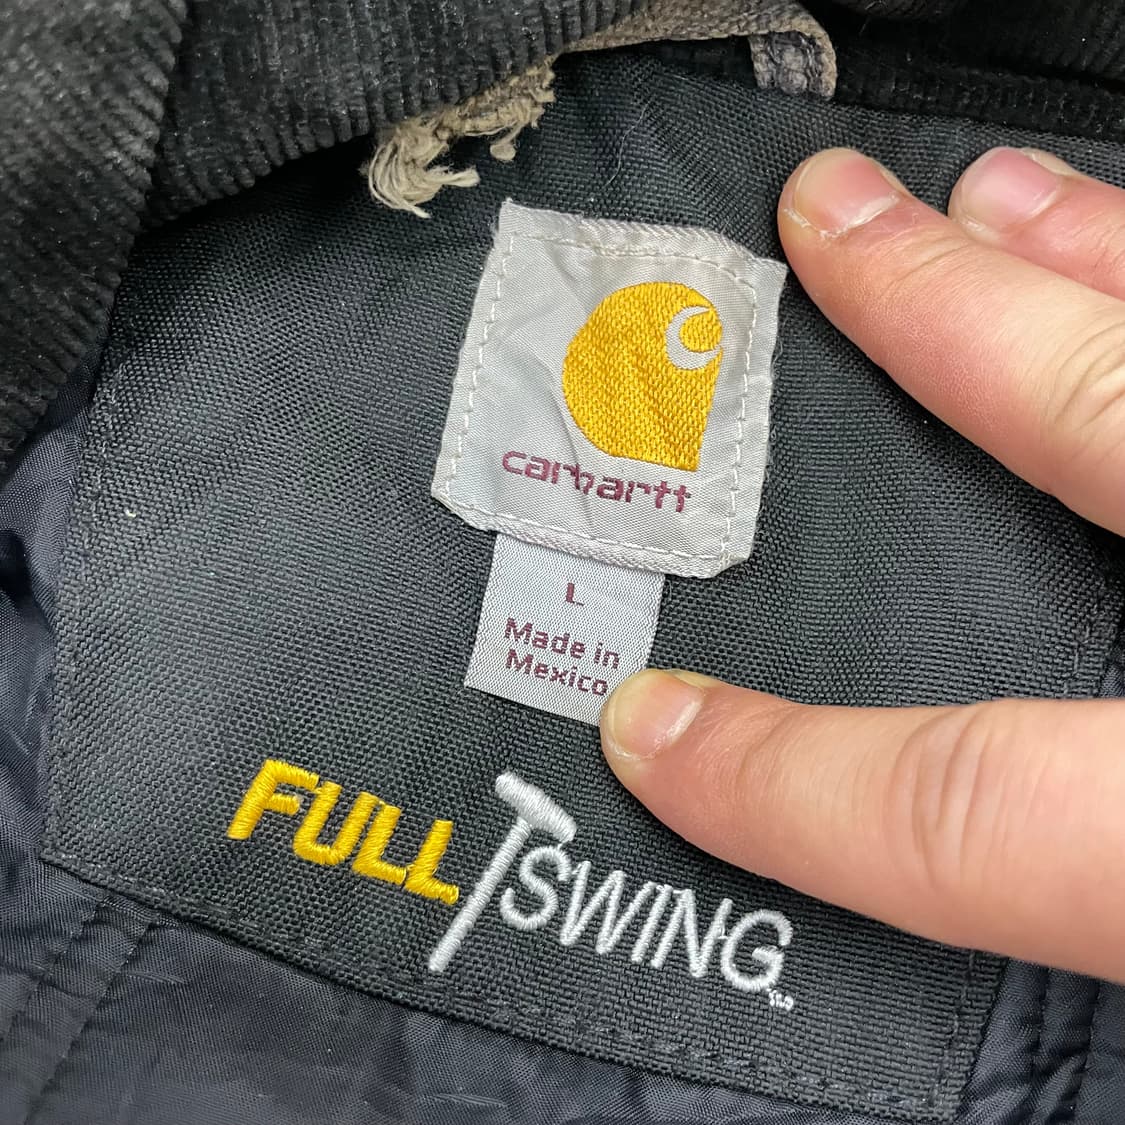 carhartt
L
Made in
Mexico
FULL SWING